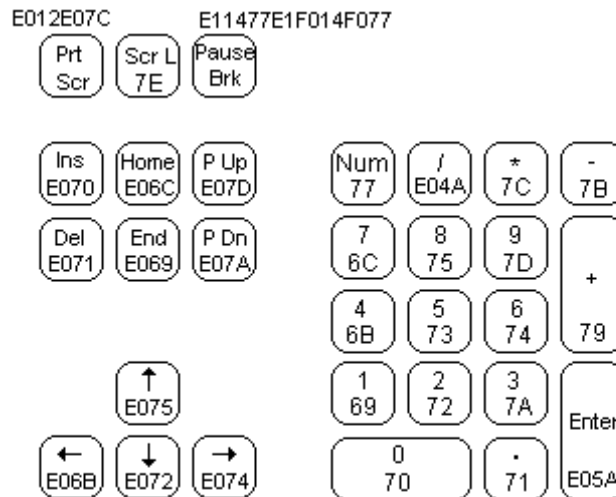 E012E07C E11477E1F014F077
Prt Scr L Pause
Scr 7E Brk
Ins Home P Up Num / * -
E070 E06C E07D 77 E04A 7C 7B
Del End P Dn 7 8 9
E071 E069 E07A 6C 75 7D
+
4 5 6
6B 73 74 79
↑ 1 2 3
E075 69 72 7A
Enter
← ↓ → 0 .
E06B E072 E074 70 71 E05A